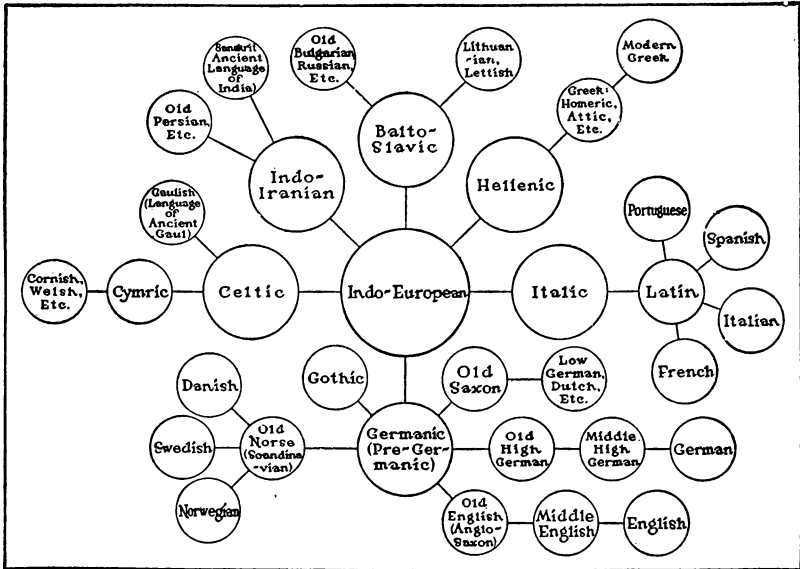 Sanskrit
Ancient
Language
of
India)
Old
Bulgarian
Russian,
Etc.
Lithuan-
-ian,
Lettish
Modern
Greek
Old
Persian,
Etc.
Greek:
Homeric,
Attic,
Etc.
Balto-
Slavic
Indo-
Iranian
Hellenic
Gaulish
(Language
of
Ancient
Gaul)
Portuguese
Spanish
Cornish,
Welsh,
Etc.
Cymric
Celtic
Indo-European
Italic
Latin
Italian
French
Danish
Gothic
Old
Saxon
Low
German,
Dutch,
Etc.
Swedish
Old
Norse
(Scandina
-vian)
Germanic
(Pre-Ger-
manic)
Old
High
German
Middle
High
German
German
Norwegian
Old
English
(Anglo-
Saxon)
Middle
English
English